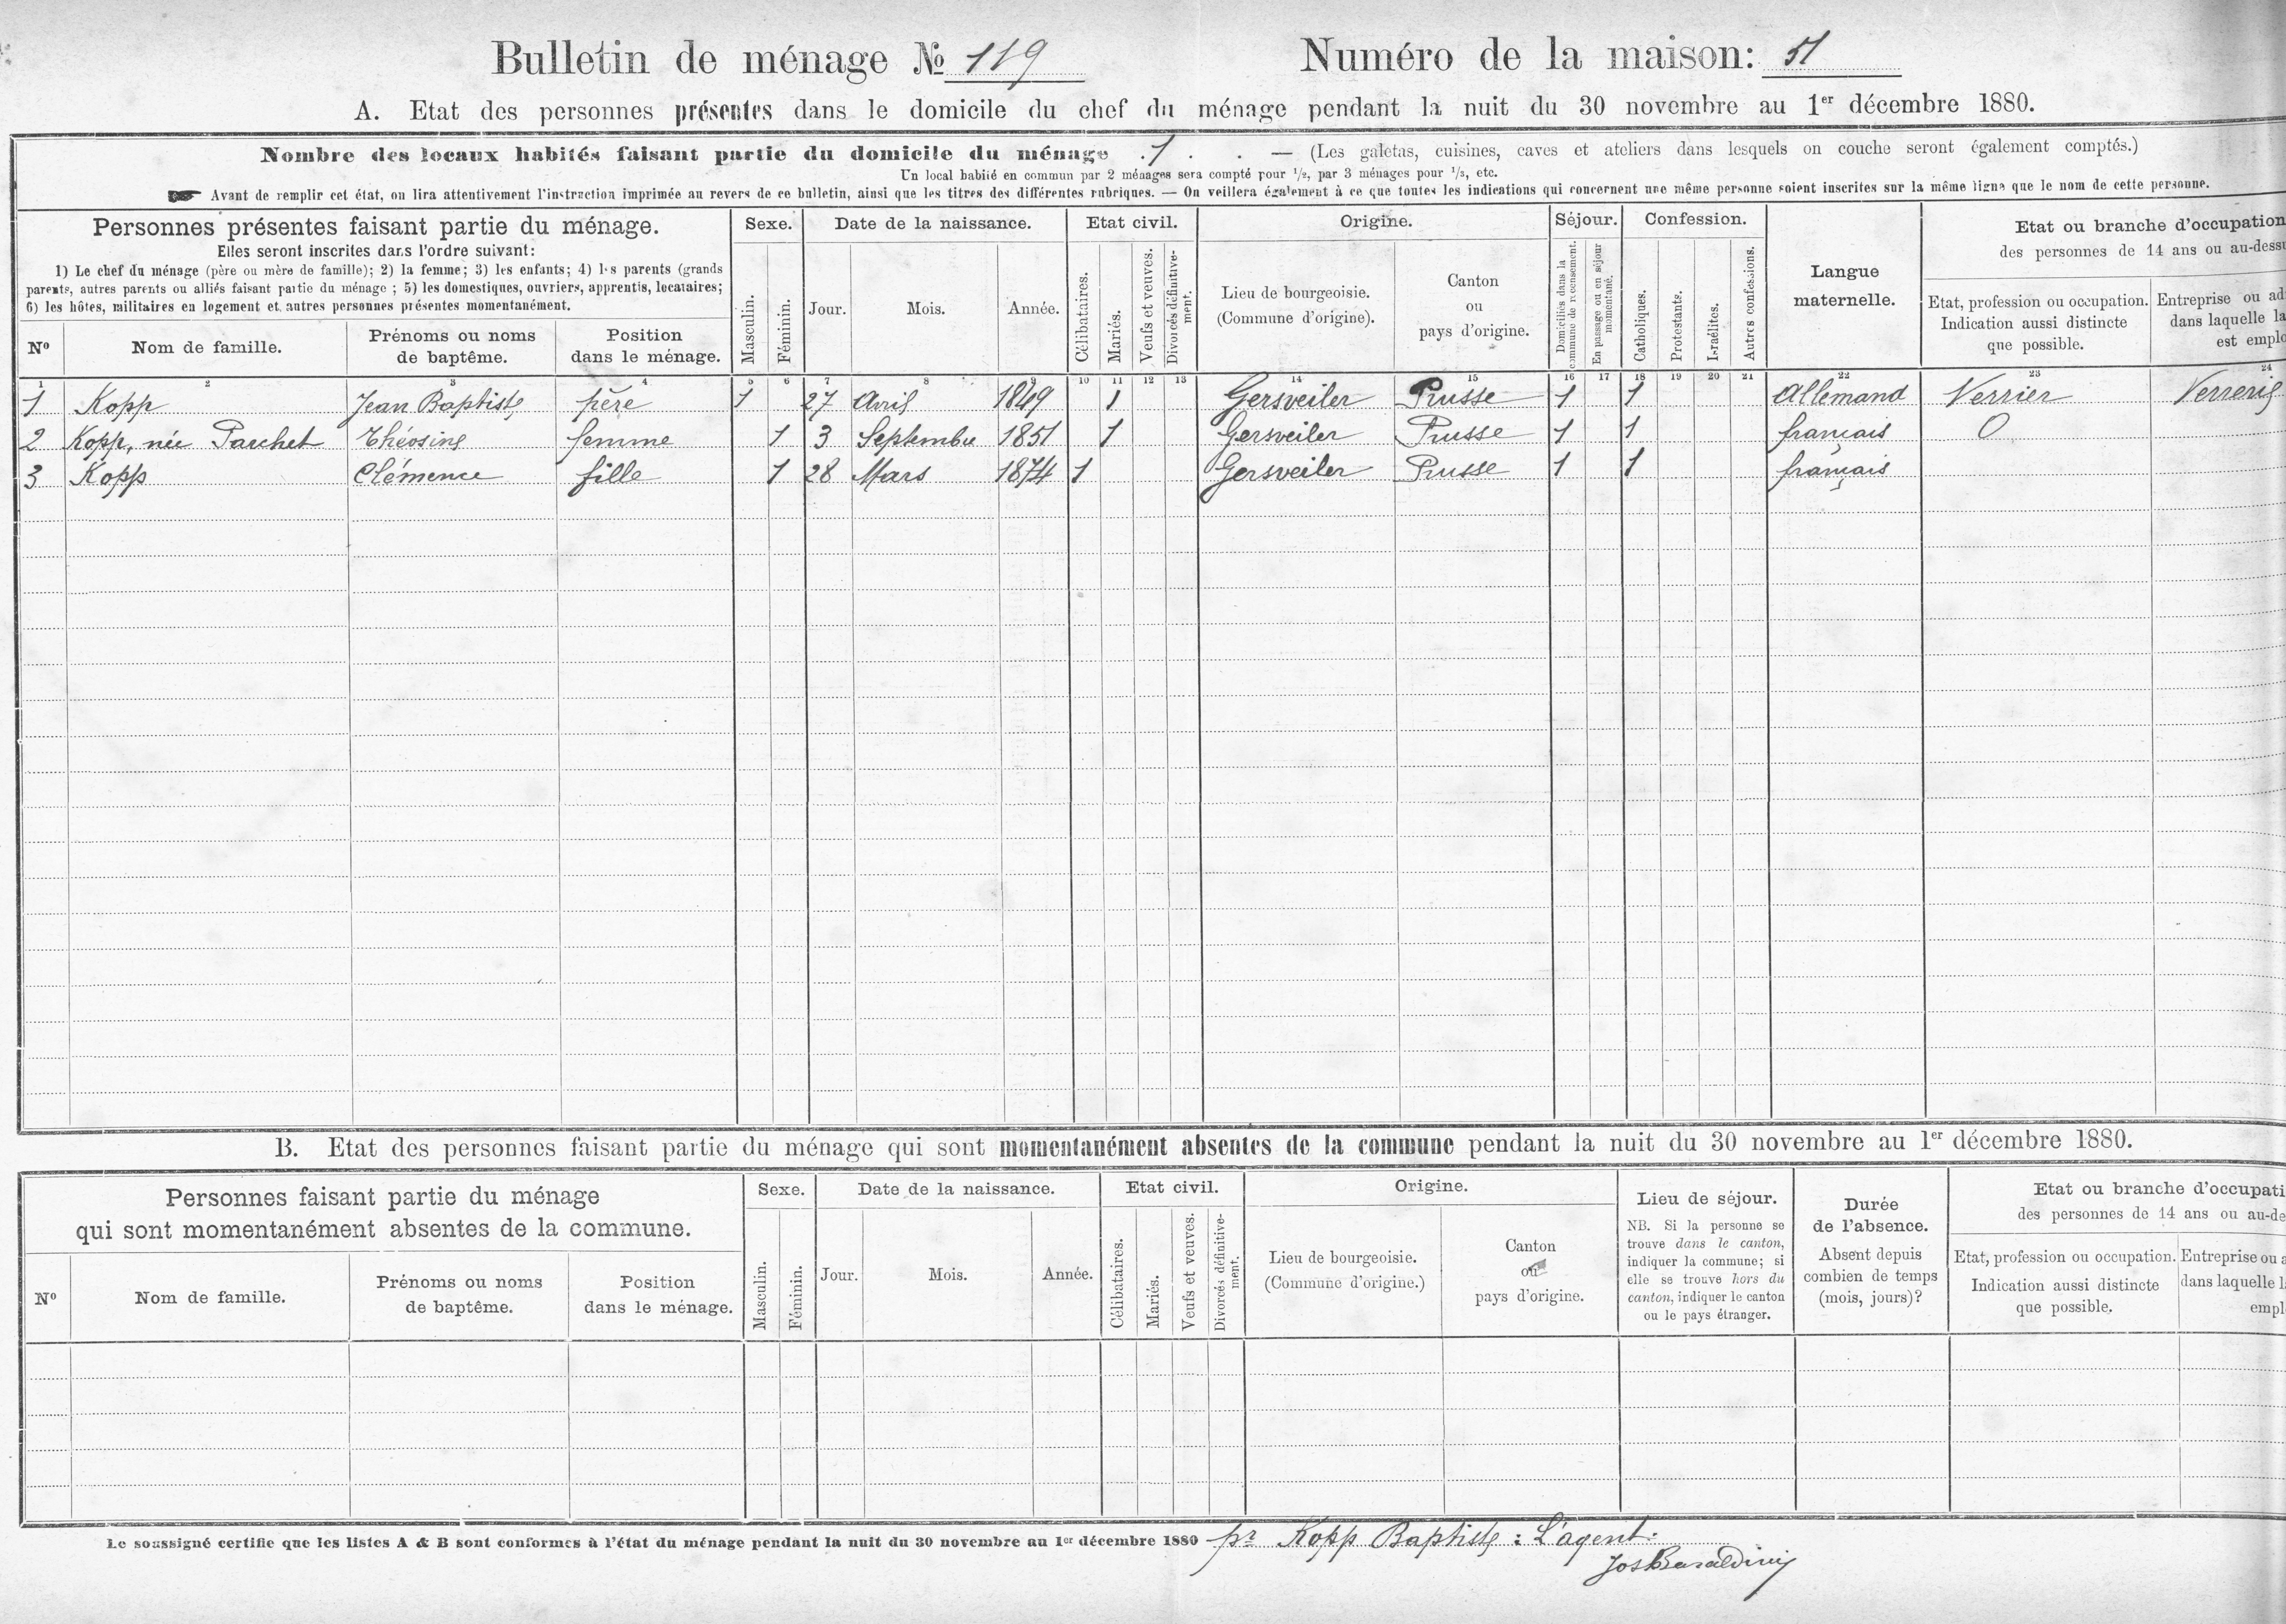 Bulletin de ménage № 119
Numéro de la maison: 51
A. Etat des personnes présentes dans le domicile du chef du ménage pendant la nuit du 30 novembre au 1er décembre 1880.
Nombre des locaux habités faisant partie du domicile du ménage . 1 . . — (Les galetas, cuisines, caves et ateliers dans lesquels on couche seront également comptés.)
Un local habité en commun par 2 ménages sera compté pour 1/2, par 3 ménages pour 1/3, etc.
Avant de remplir cet état, on lira attentivement l'instruction imprimée au revers de ce bulletin, ainsi que les titres des différentes rubriques. — On veillera également à ce que toutes les indications qui concernent une même personne soient inscrites sur la même ligne que le nom de cette personne.
Personnes présentes faisant partie du ménage.
Elles seront inscrites dans l'ordre suivant:
1) Le chef du ménage (père ou mère de famille); 2) la femme; 3) les enfants; 4) les parents (grands
parents, autres parents ou alliés faisant partie du ménage ; 5) les domestiques, ouvriers, apprentis, locataires;
6) les hôtes, militaires en logement et autres personnes présentes momentanément.
Nº
Nom de famille.
Prénoms ou noms
de baptême.
Position
dans le ménage.
Sexe.
Masculin.
Féminin.
Date de la naissance.
Jour.
Mois.
Année.
Etat civil.
Célibataires.
Mariés.
Veufs et veuves.
Divorcés définitive-
ment.
Origine.
Lieu de bourgeoisie.
(Commune d'origine).
Canton
ou
pays d'origine.
Séjour.
Domiciliés dans la
commune de recensement.
En passage ou en séjour
momentané.
Confession.
Catholiques.
Protestants.
Israélites.
Autres confessions.
Langue
maternelle.
Etat ou branche d'occupation
des personnes de 14 ans ou au-dessu
Etat, profession ou occupation.
Indication aussi distincte
que possible.
Entreprise ou ad
dans laquelle la
est emplo
1 2 3 4 5 6 7 8 9 10 11 12 13 14 15 16 17 18 19 20 21 22 23 24
1 Kopp Jean Baptiste père 1 27 Avril 1849 1 Gersveiler Prusse 1 1 Allemand Verrier Verrerie
2 Kopp, née Parchet Théosine femme 1 3 Septembre 1851 1 Gersveiler Prusse 1 1 français 0
3 Kopp Clémence fille 1 28 Mars 1874 1 Gersveiler Prusse 1 1 français
B. Etat des personnes faisant partie du ménage qui sont momentanément absentes de la commune pendant la nuit du 30 novembre au 1er décembre 1880.
Personnes faisant partie du ménage
qui sont momentanément absentes de la commune.
Nº
Nom de famille.
Prénoms ou noms
de baptême.
Position
dans le ménage.
Sexe.
Masculin.
Féminin.
Date de la naissance.
Jour.
Mois.
Année.
Etat civil.
Célibataires.
Mariés.
Veufs et veuves.
Divorcés définitive-
ment.
Origine.
Lieu de bourgeoisie.
(Commune d'origine.)
Canton
ou
pays d'origine.
Lieu de séjour.
NB. Si la personne se
trouve dans le canton,
indiquer la commune; si
elle se trouve hors du
canton, indiquer le canton
ou le pays étranger.
Durée
de l'absence.
Absent depuis
combien de temps
(mois, jours)?
Etat ou branche d'occupati
des personnes de 14 ans ou au-de
Etat, profession ou occupation.
Indication aussi distincte
que possible.
Entreprise ou a
dans laquelle l
empl
Le soussigné certifie que les listes A & B sont conformes à l'état du ménage pendant la nuit du 30 novembre au 1er décembre 1880 pr Kopp Baptiste : L'agent: